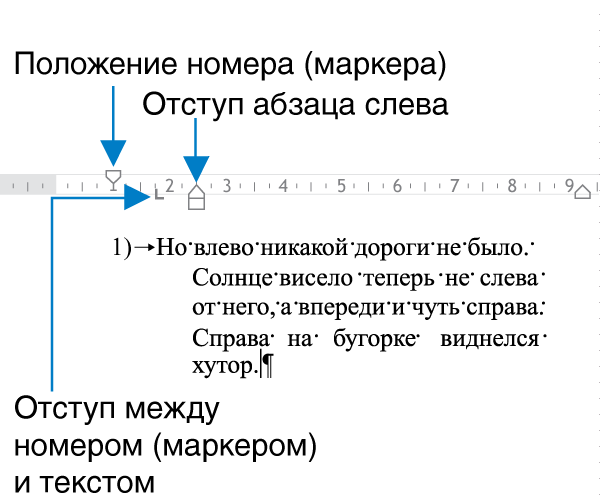 Положение номера (маркера)
Отступ абзаца слева
1 2 3 4 5 6 7 8 9
1)→Но·влево·никакой·дороги·не·было.·
Солнце·висело·теперь·не·слева·
от·него,·а·впереди·и·чуть·справа.·
Справа· на· бугорке· виднелся
хутор.¶
Отступ между
номером (маркером)
и текстом